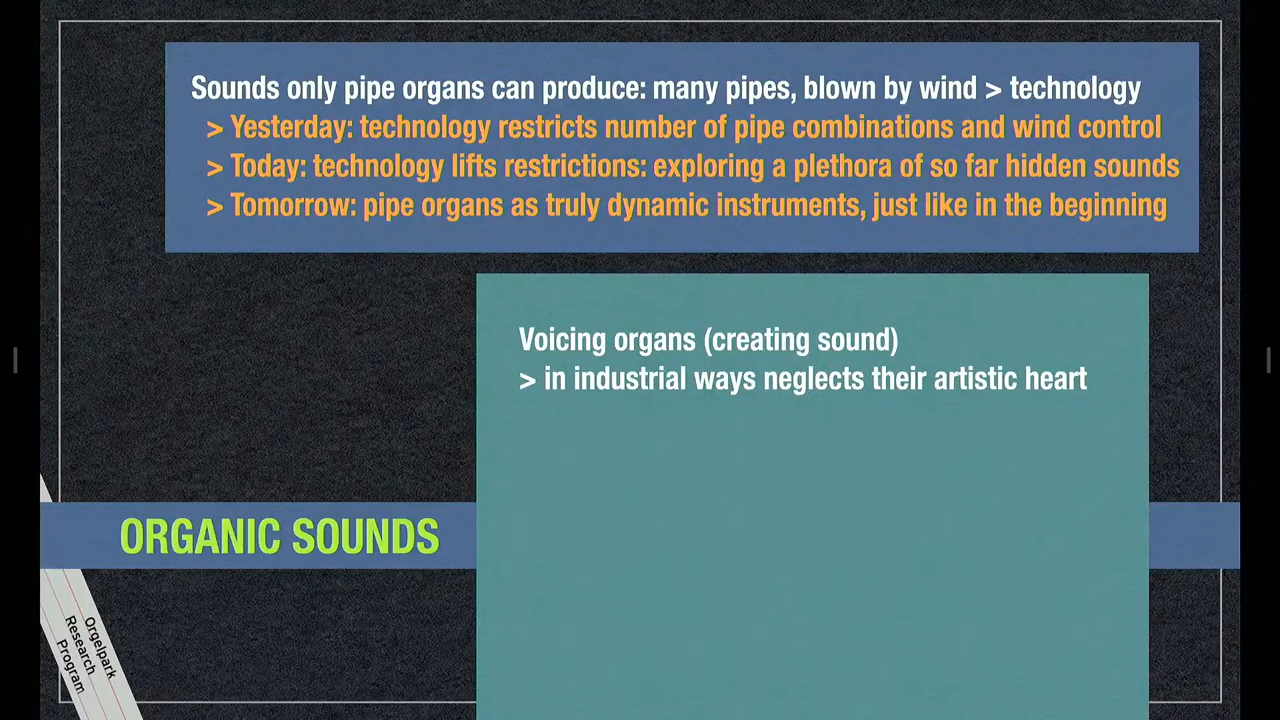 Sounds only pipe organs can produce: many pipes, blown by wind > technology
> Yesterday: technology restricts number of pipe combinations and wind control
> Today: technology lifts restrictions: exploring a plethora of so far hidden sounds
> Tomorrow: pipe organs as truly dynamic instruments, just like in the beginning
Voicing organs (creating sound)
> in industrial ways neglects their artistic heart
ORGANIC SOUNDS
Orgelpark
Research
Program